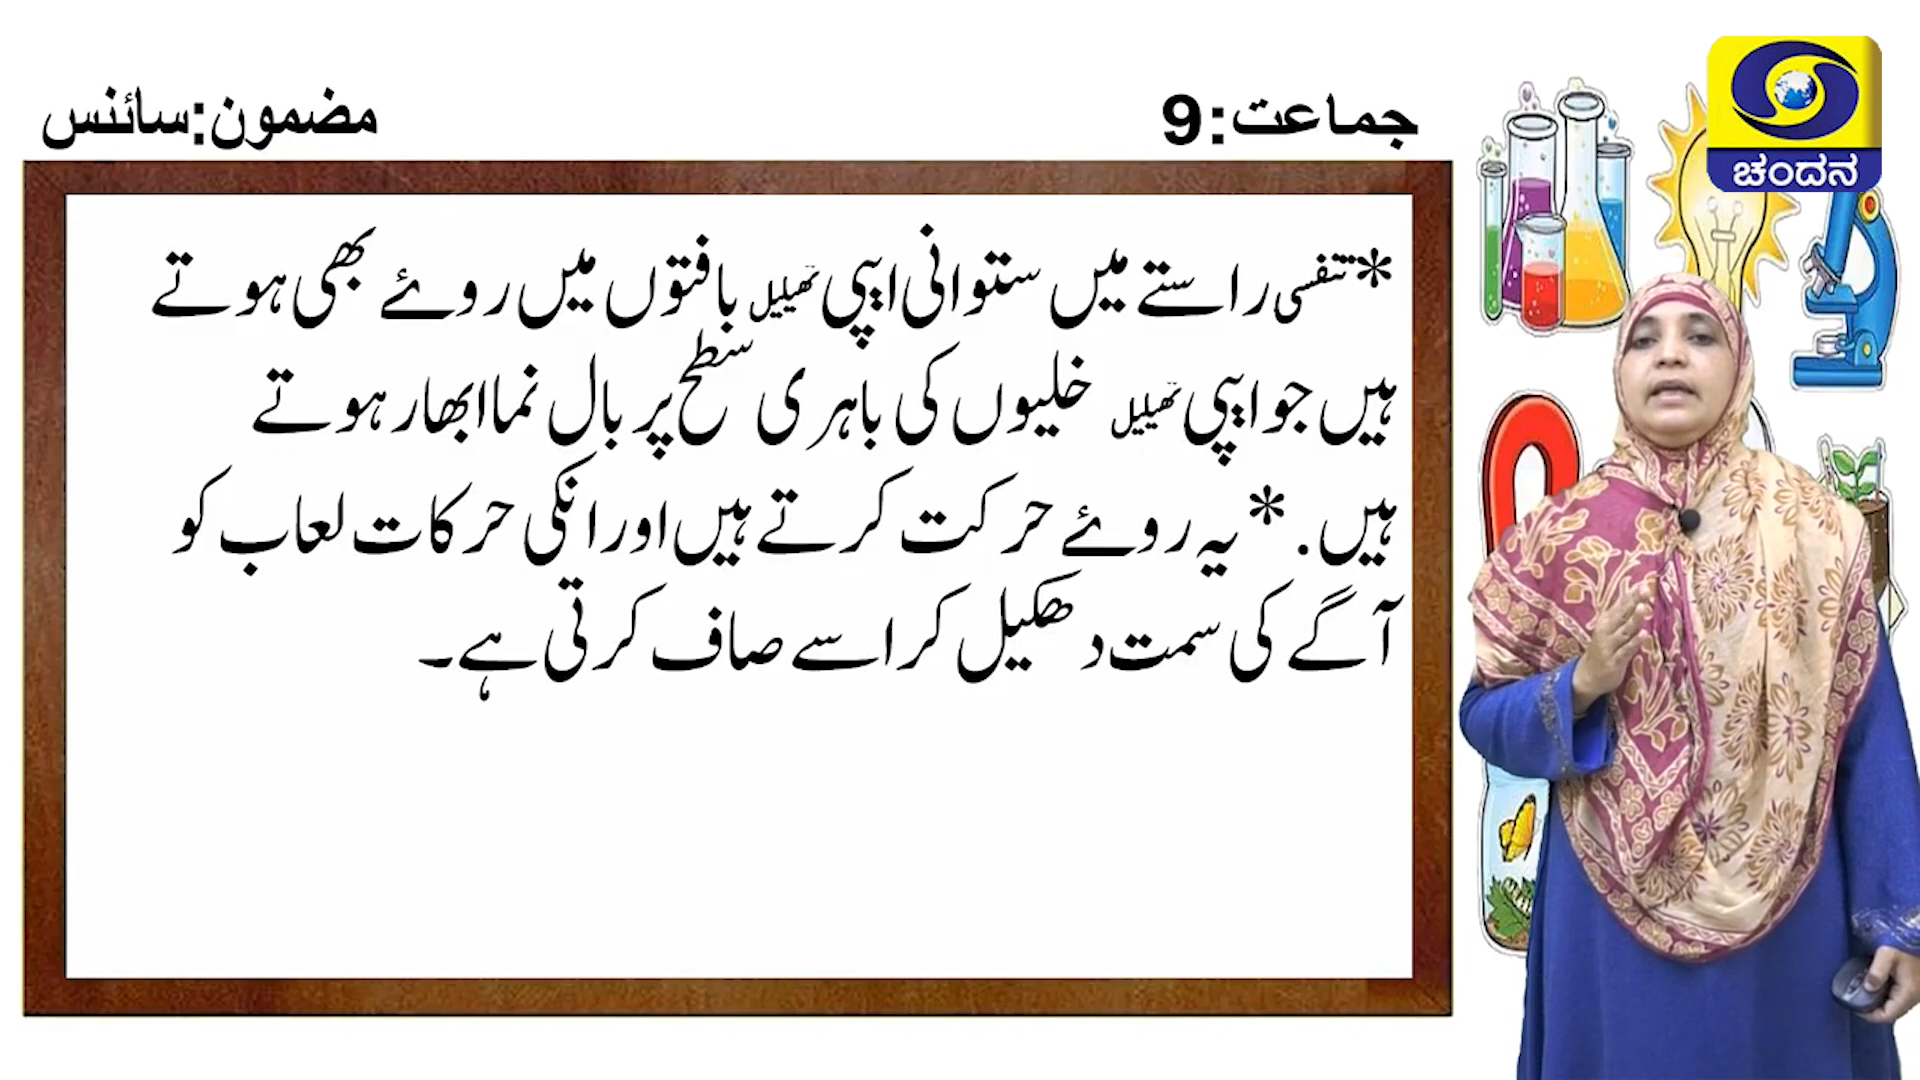 جماعت:9
مضمون:سائنس
ಚಂದನ
*تنفسی راستے میں ستوانی ایپی تھیلیل بافتوں میں روئے بھی ہوتے
ہیں جو ایپی تھیلیل خلیوں کی باہری سطح پر بال نما ابھار ہوتے
ہیں. *یہ روئے حرکت کرتے ہیں اور انکی حرکات لعاب کو
آگے کی سمت دھکیل کر اسے صاف کرتی ہے۔